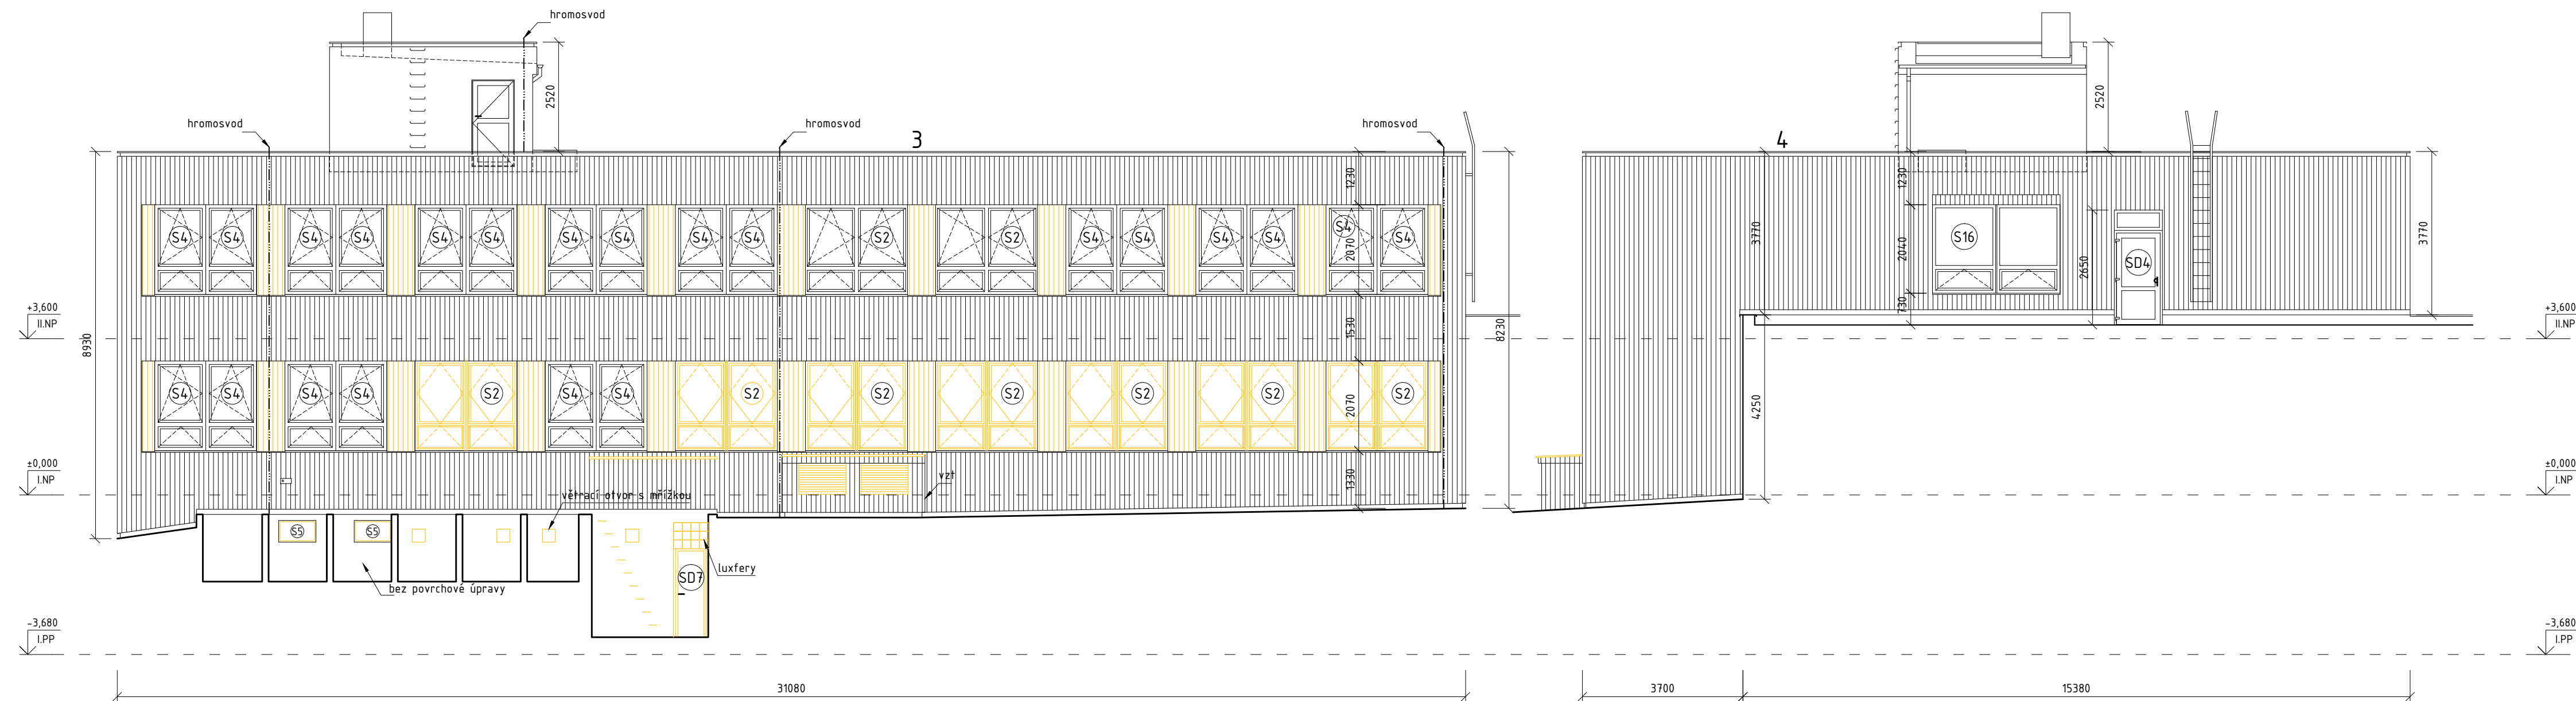 hromosvod
2520
2520
hromosvod
hromosvod
3
hromosvod
4
1230
1230
3770
3770
S4 S4 S4 S4 S4 S4 S4 S4 S4 S4 S2 S2 S4 S4 S4 S4 S4 S4
2070
S16
2040
2650
SD4
730
+3,600
II.NP
8930
1530
8230
+3,600
II.NP
S4 S4 S4 S4 S2 S4 S4 S2 S2 S2 S2 S2 S2
2070
4250
±0,000
I.NP
větrací otvor s mřížkou
vzt
1330
±0,000
I.NP
S5 S5
luxfery
SD7
bez povrchové úpravy
-3,680
I.PP
-3,680
I.PP
31080
3700
15380